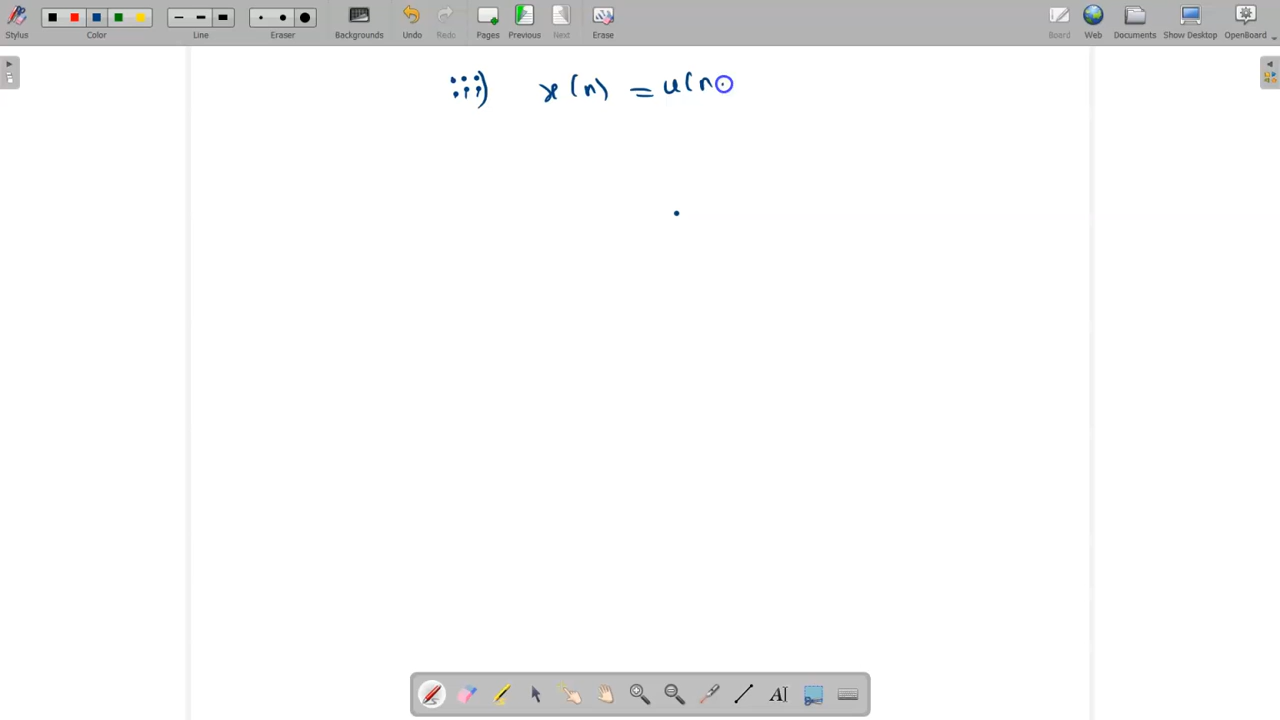 Stylus Color Line Eraser Backgrounds Undo Redo Pages Previous Next Erase Board Web Documents Show Desktop OpenBoard
iii) x(n) = u(n